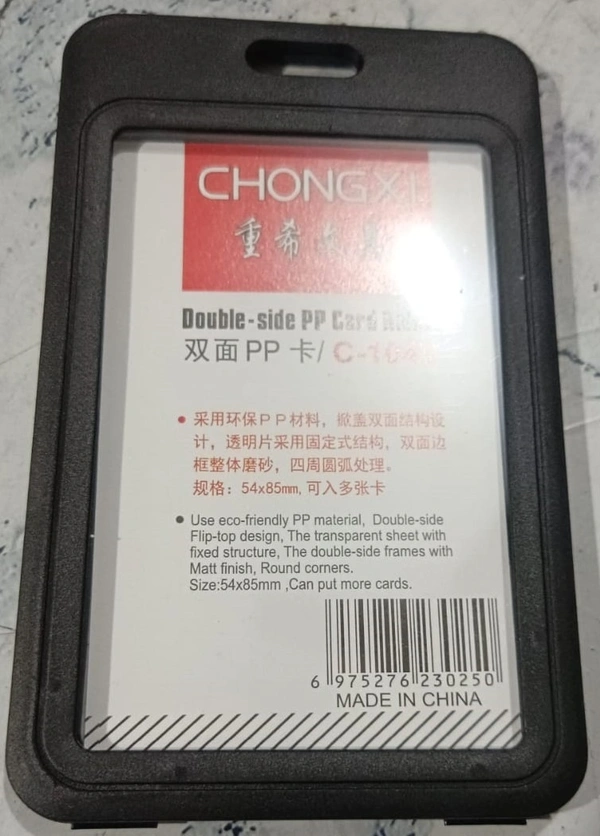 CHONGXI
重希文具
Double-side PP Card
双面PP 卡/
采用环保PP材料，掀盖双面结构设
计，透明片采用固定式结构，双面边
框整体磨砂，四周圆弧处理。
规格：54x85mm,可入多张卡
Use eco-friendly PP material, Double-side
Flip-top design, The transparent sheet with
fixed structure, The double-side frames with
Matt finish, Round corners.
Size:54x85mm ,Can put more cards.
6 975276 230250
MADE IN CHINA